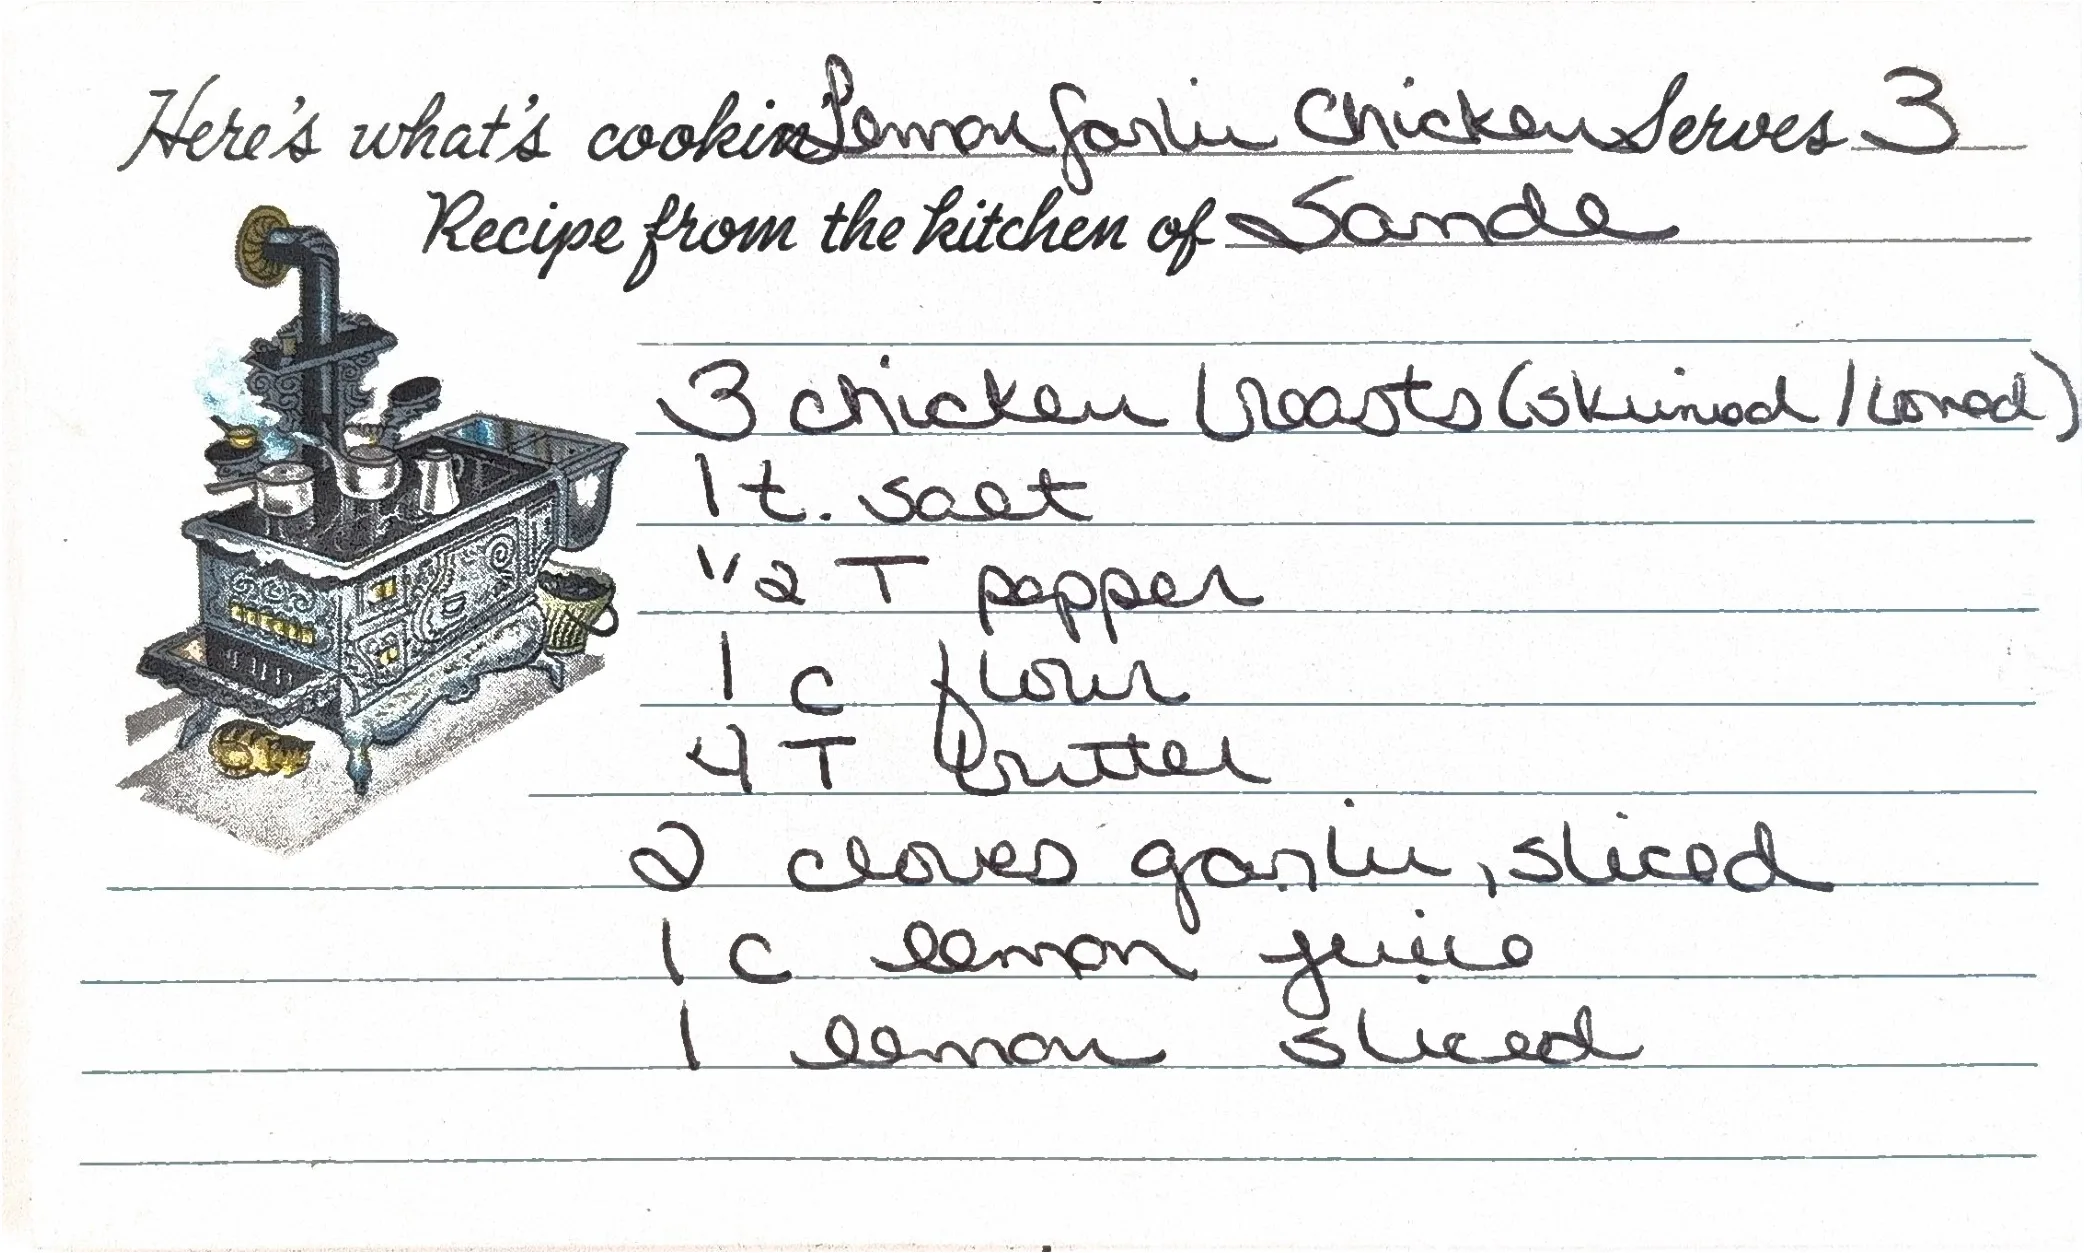 Here's what's cookin Lemon Garlic Chicken Serves 3
Recipe from the kitchen of Sande
3 chicken breasts (skinned / boned)
1 t. salt
1/2 T pepper
1 c flour
4 T butter
2 cloves garlic, sliced
1 c lemon juice
1 lemon sliced